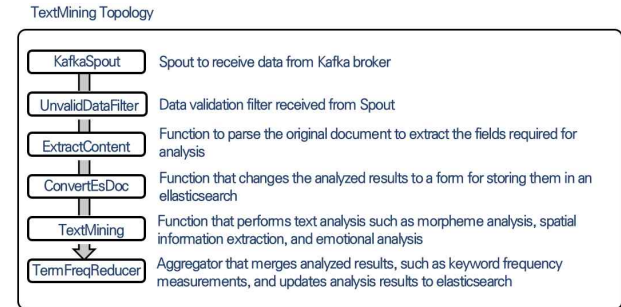 TextMining Topology
KafkaSpout
Spout to receive data from Kafka broker
UnvalidDataFilter
Data validation filter received from Spout
ExtractContent
Function to parse the original document to extract the fields required for
analysis
ConvertEsDoc
Function that changes the analyzed results to a form for storing them in an
ellasticsearch
TextMining
Function that performs text analysis such as morpheme analysis, spatial
information extraction, and emotional analysis
TermFreqReducer
Aggregator that merges analyzed results, such as keyword frequency
measurements, and updates analysis results to elasticsearch